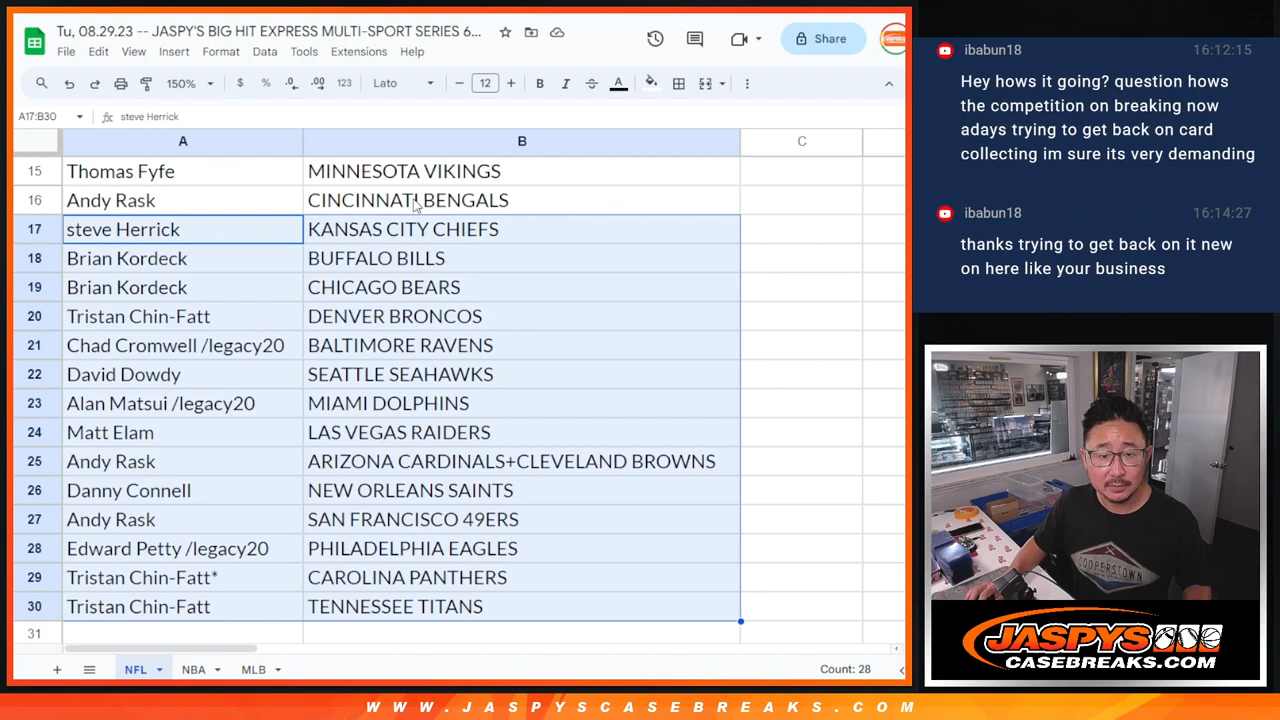 Tu, 08.29.23 -- JASPY'S BIG HIT EXPRESS MULTI-SPORT SERIES 6...
File Edit View Insert Format Data Tools Extensions Help
Share
150% $ % .0 .00 123 Lato − 12 + B I S A
A17:B30 fx steve Herrick
A B C
15 Thomas Fyfe MINNESOTA VIKINGS
16 Andy Rask CINCINNATI BENGALS
17 steve Herrick KANSAS CITY CHIEFS
18 Brian Kordeck BUFFALO BILLS
19 Brian Kordeck CHICAGO BEARS
20 Tristan Chin-Fatt DENVER BRONCOS
21 Chad Cromwell /legacy20 BALTIMORE RAVENS
22 David Dowdy SEATTLE SEAHAWKS
23 Alan Matsui /legacy20 MIAMI DOLPHINS
24 Matt Elam LAS VEGAS RAIDERS
25 Andy Rask ARIZONA CARDINALS+CLEVELAND BROWNS
26 Danny Connell NEW ORLEANS SAINTS
27 Andy Rask SAN FRANCISCO 49ERS
28 Edward Petty /legacy20 PHILADELPHIA EAGLES
29 Tristan Chin-Fatt* CAROLINA PANTHERS
30 Tristan Chin-Fatt TENNESSEE TITANS
31
+ NFL NBA MLB Count: 28
ibabun18 16:12:15
Hey hows it going? question hows
the competition on breaking now
adays trying to get back on card
collecting im sure its very demanding
ibabun18 16:14:27
thanks trying to get back on it new
on here like your business
COOPERSTOWN
JASPYS
CASEBREAKS.COM
WWW.JASPYSCASEBREAKS.COM